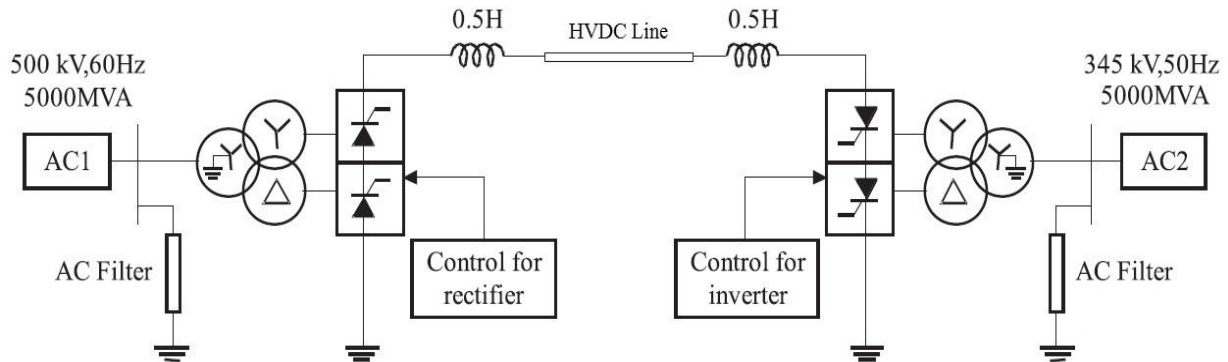 0.5H
HVDC Line
0.5H
500 kV,60Hz
5000MVA
345 kV,50Hz
5000MVA
AC1
AC2
AC Filter
Control for
rectifier
Control for
inverter
AC Filter